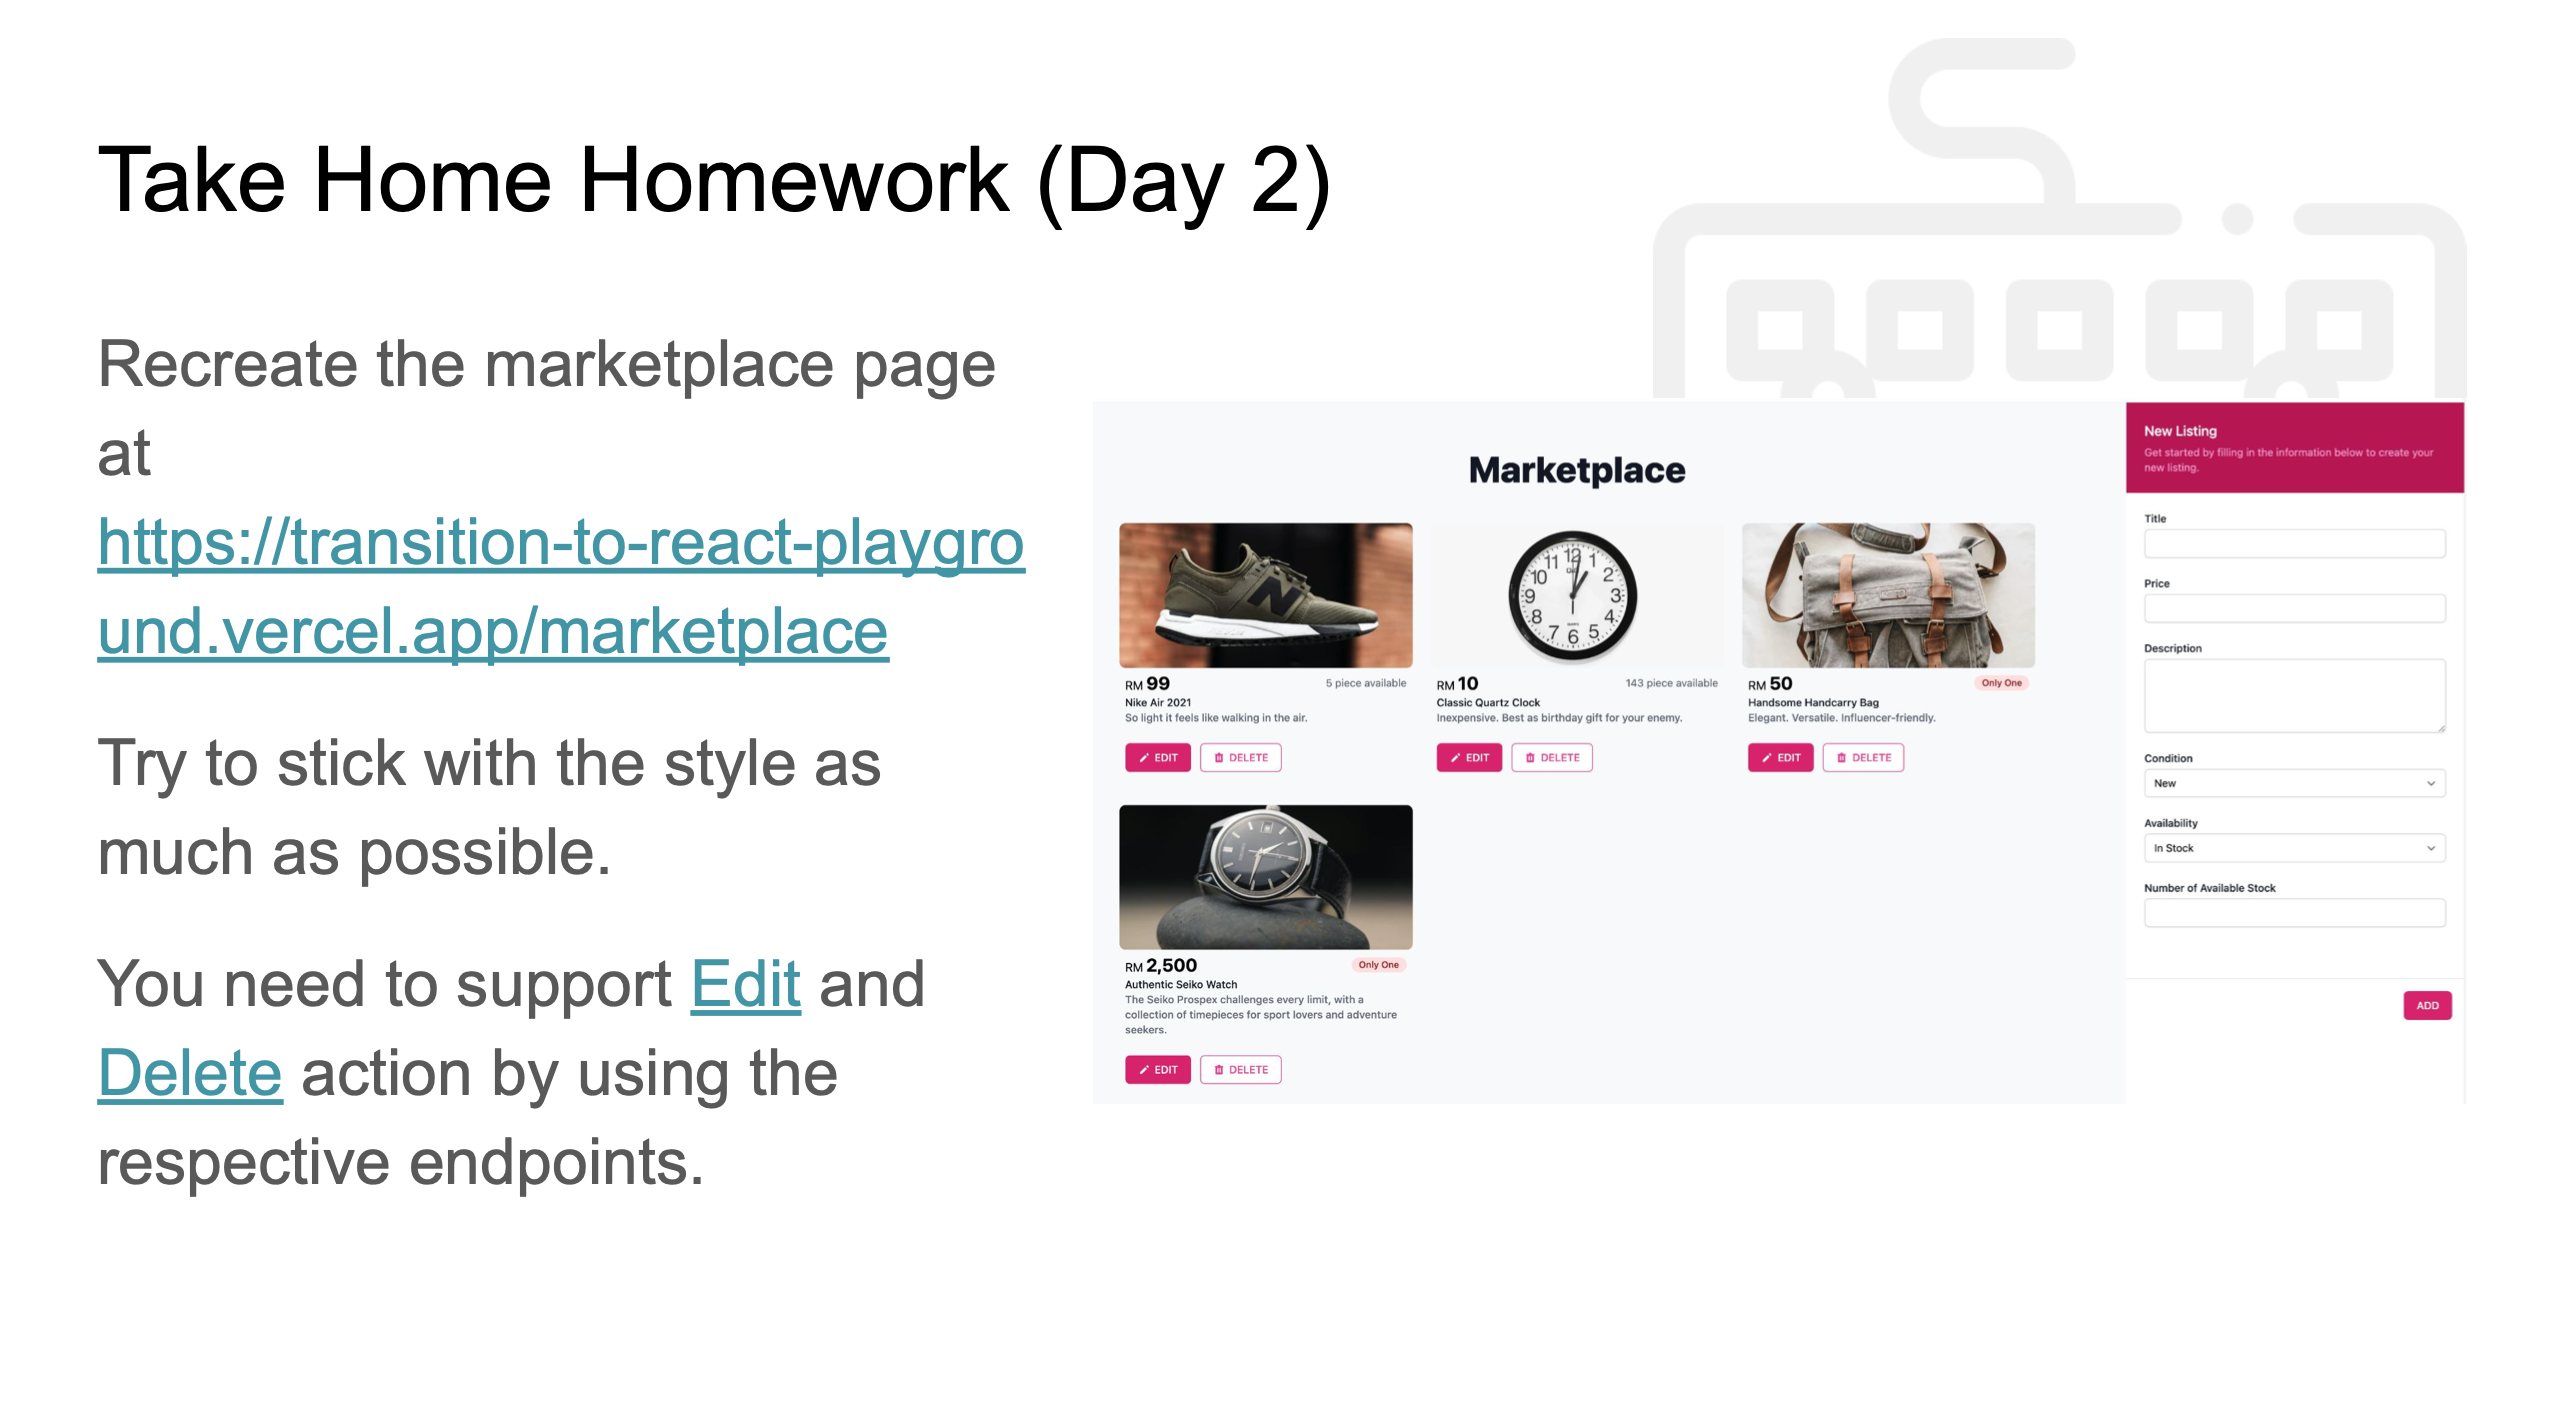 Take Home Homework (Day 2)
Recreate the marketplace page
at
https://transition-to-react-playgro
und.vercel.app/marketplace
Try to stick with the style as
much as possible.
You need to support Edit and
Delete action by using the
respective endpoints.
Marketplace
RM 99
5 piece available
Nike Air 2021
So light it feels like walking in the air.
EDIT
DELETE
RM 10
143 piece available
Classic Quartz Clock
Inexpensive. Best as birthday gift for your enemy.
EDIT
DELETE
RM 50
Only One
Handsome Handcarry Bag
Elegant. Versatile. Influencer-friendly.
EDIT
DELETE
RM 2,500
Only One
Authentic Seiko Watch
The Seiko Prospex challenges every limit, with a
collection of timepieces for sport lovers and adventure
seekers.
EDIT
DELETE
New Listing
Get started by filling in the information below to create your
new listing.
Title
Price
Description
Condition
New
Availability
In Stock
Number of Available Stock
ADD